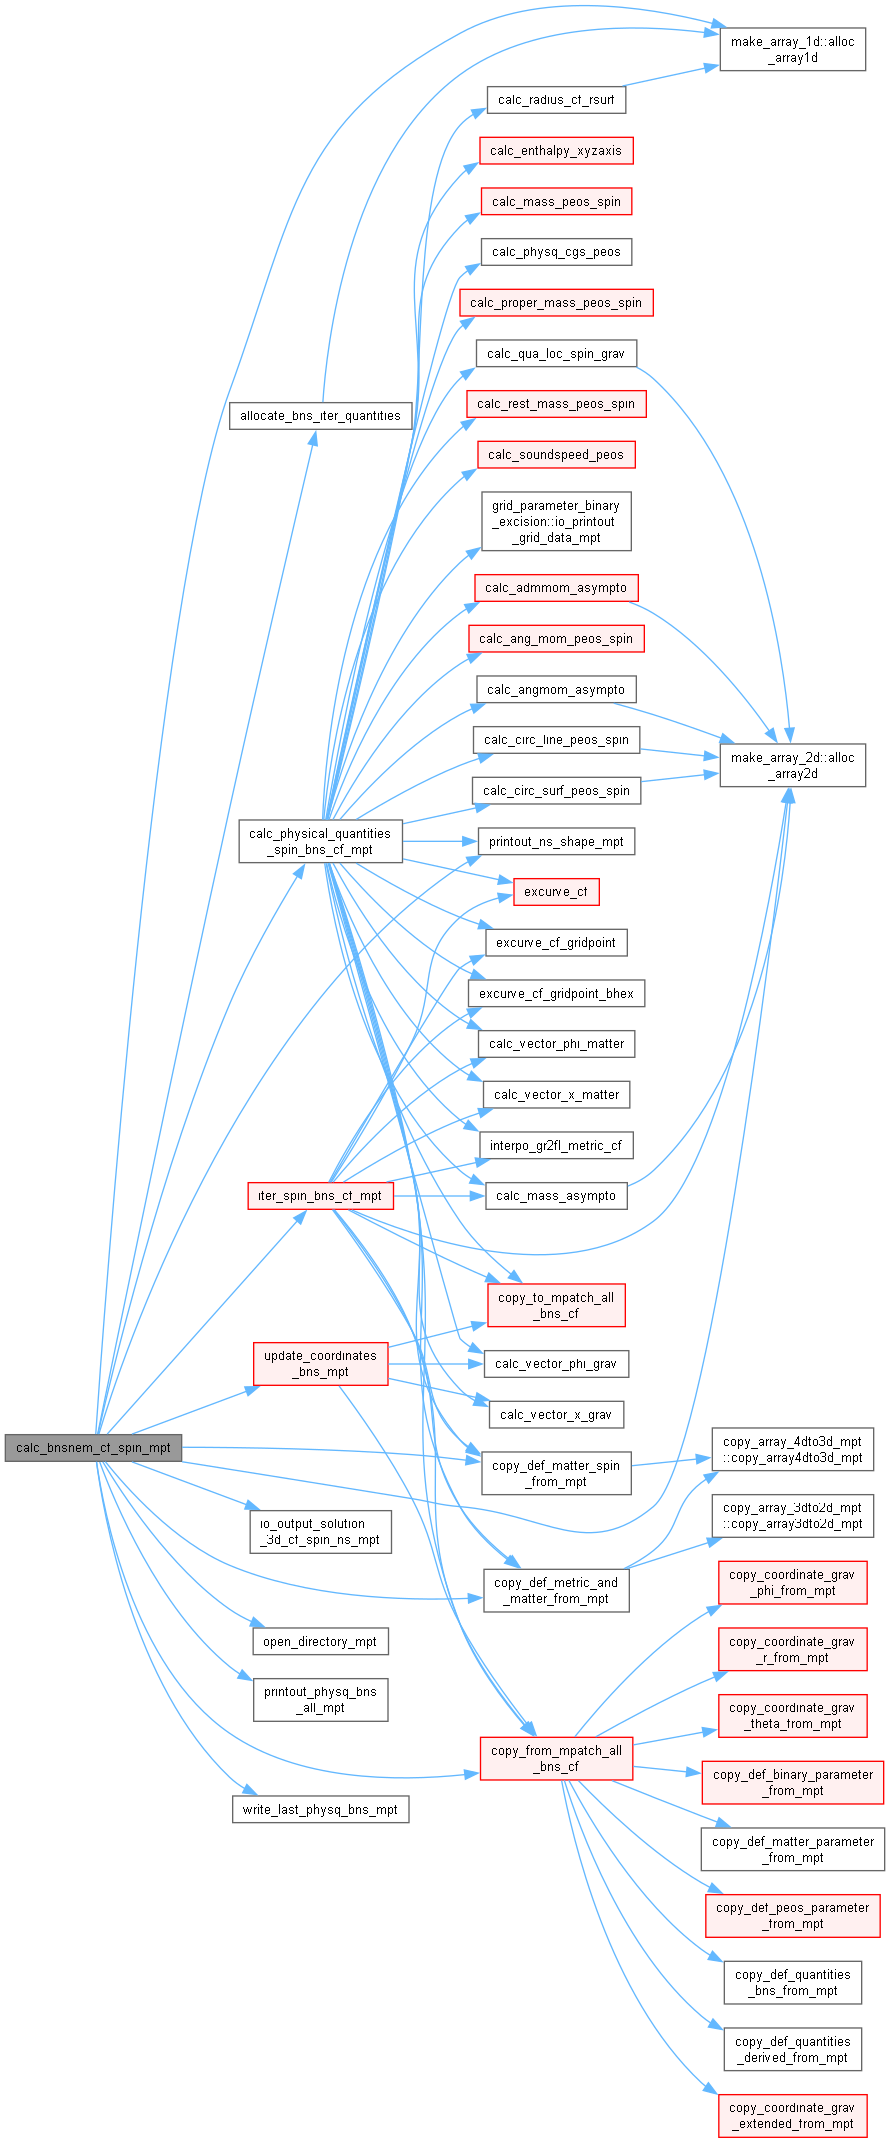 make_array_1d::alloc
_array1d
calc_radius_cf_rsurf
calc_enthalpy_xyzaxis
calc_mass_peos_spin
calc_physq_cgs_peos
calc_proper_mass_peos_spin
calc_qua_loc_spin_grav
calc_rest_mass_peos_spin
allocate_bns_iter_quantities
calc_soundspeed_peos
grid_parameter_binary
_excision::io_printout
_grid_data_mpt
calc_admmom_asympto
calc_ang_mom_peos_spin
calc_angmom_asympto
calc_circ_line_peos_spin
make_array_2d::alloc
_array2d
calc_circ_surf_peos_spin
calc_physical_quantities
_spin_bns_cf_mpt
printout_ns_shape_mpt
excurve_cf
excurve_cf_gridpoint
excurve_cf_gridpoint_bhex
calc_vector_phi_matter
calc_vector_x_matter
interpo_gr2fl_metric_cf
iter_spin_bns_cf_mpt
calc_mass_asympto
copy_to_mpatch_all
_bns_cf
update_coordinates
_bns_mpt
calc_vector_phi_grav
calc_vector_x_grav
calc_bnsnem_cf_spin_mpt
copy_array_4dto3d_mpt
::copy_array4dto3d_mpt
copy_def_matter_spin
_from_mpt
copy_array_3dto2d_mpt
::copy_array3dto2d_mpt
io_output_solution
_3d_cf_spin_ns_mpt
copy_def_metric_and
_matter_from_mpt
copy_coordinate_grav
_phi_from_mpt
open_directory_mpt
copy_coordinate_grav
_r_from_mpt
printout_physq_bns
_all_mpt
copy_coordinate_grav
_theta_from_mpt
copy_from_mpatch_all
_bns_cf
copy_def_binary_parameter
_from_mpt
write_last_physq_bns_mpt
copy_def_matter_parameter
_from_mpt
copy_def_peos_parameter
_from_mpt
copy_def_quantities
_bns_from_mpt
copy_def_quantities
_derived_from_mpt
copy_coordinate_grav
_extended_from_mpt